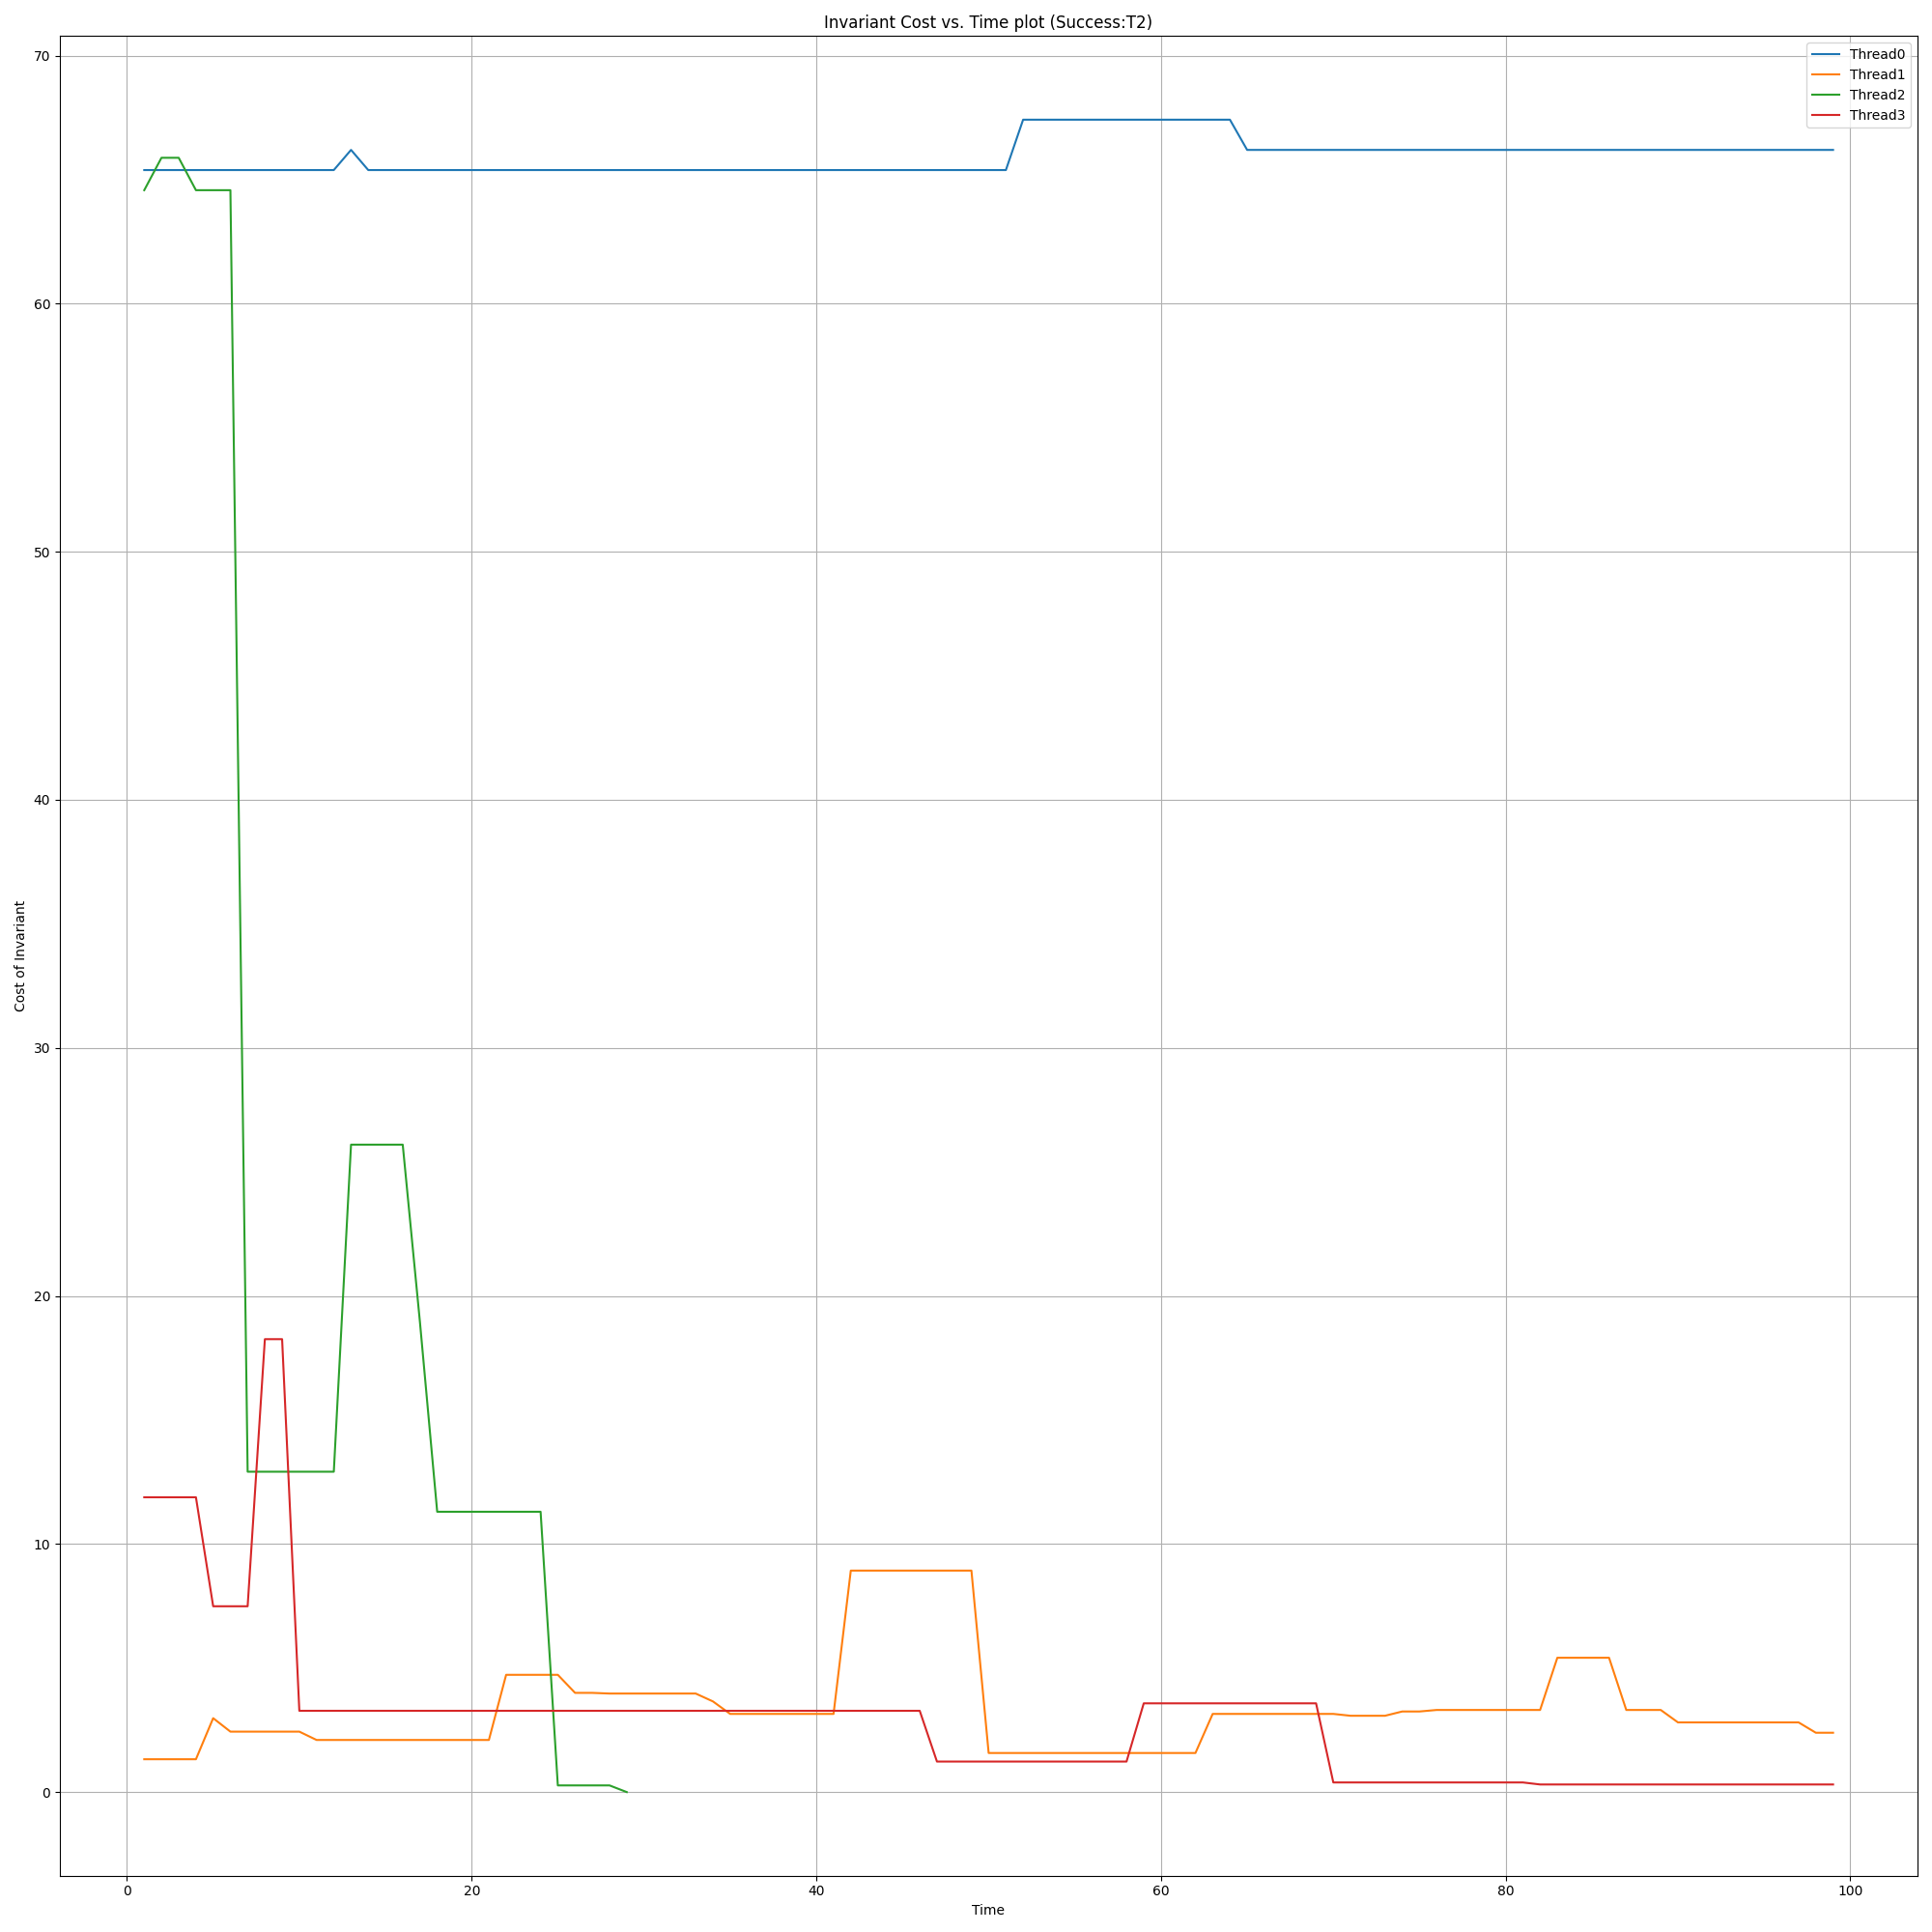 Invariant Cost vs. Time plot (Success:T2)
Thread0
Thread1
Thread2
Thread3
Cost of Invariant
70
60
50
40
30
20
10
0
0 20 40 60 80 100
Time